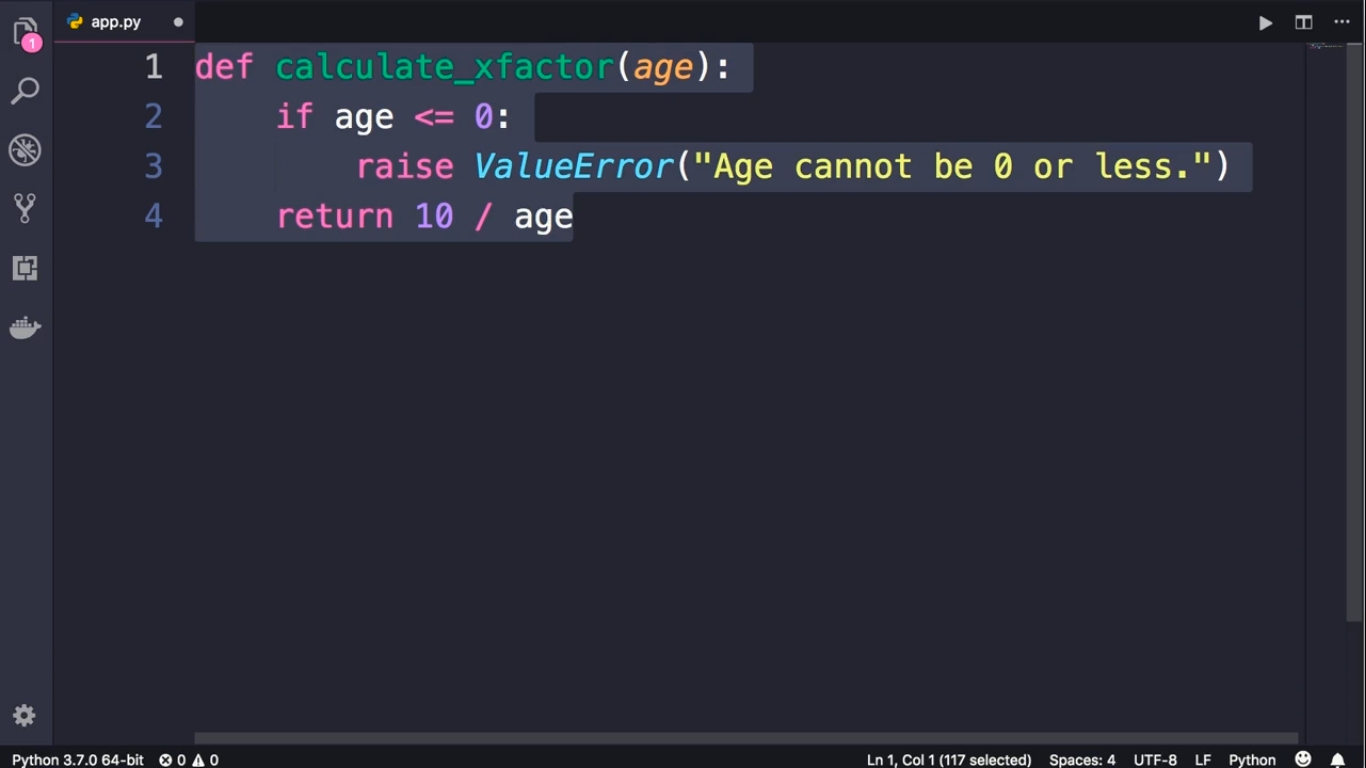 app.py
1
1 def calculate_xfactor(age):
2     if age <= 0:
3         raise ValueError("Age cannot be 0 or less.")
4     return 10 / age
Python 3.7.0 64-bit 0 0 Ln 1, Col 1 (117 selected) Spaces: 4 UTF-8 LF Python